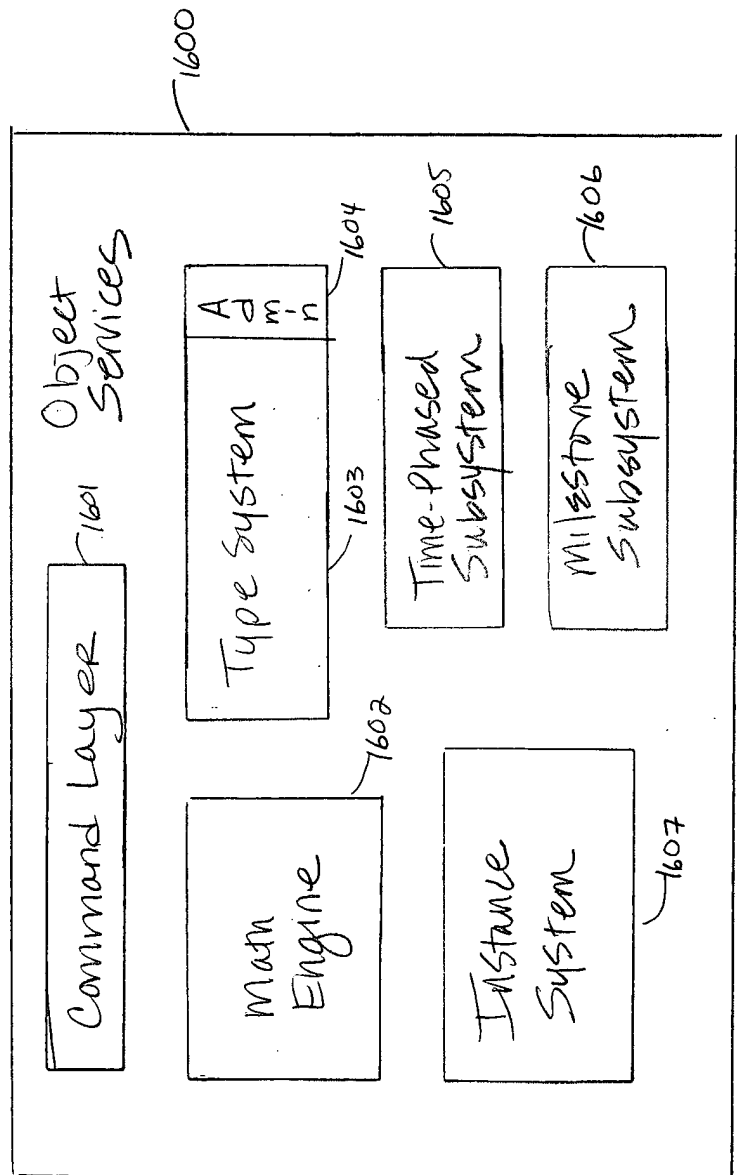 Object
Services
1600
Command Layer
1601
Type System
1603
Admin
1604
Math
Engine
1602
Time-Phased
Subsystem
1605
Instance
System
1607
Milestone
Subsystem
1606